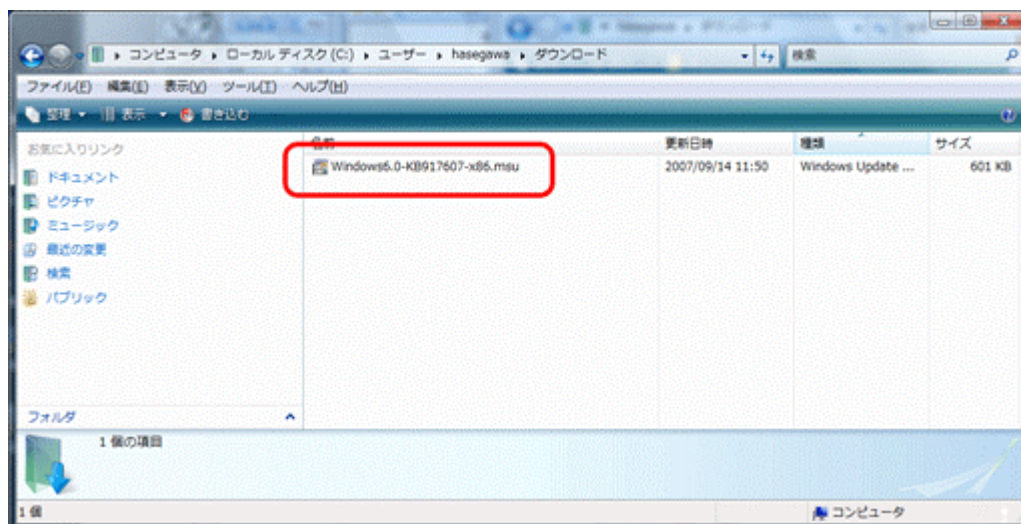 コンピュータ ▸ ローカル ディスク (C:) ▸ ユーザー ▸ hasegawa ▸ ダウンロード
検索
ファイル(F) 編集(E) 表示(V) ツール(T) ヘルプ(H)
整理 表示 書き込む
お気に入りリンク
名前 更新日時 種類 サイズ
Windows6.0-KB917607-x86.msu 2007/09/14 11:50 Windows Update ... 601 KB
ドキュメント
ピクチャ
ミュージック
最近の変更
検索
パブリック
フォルダ
1 個の項目
1 個 コンピュータ